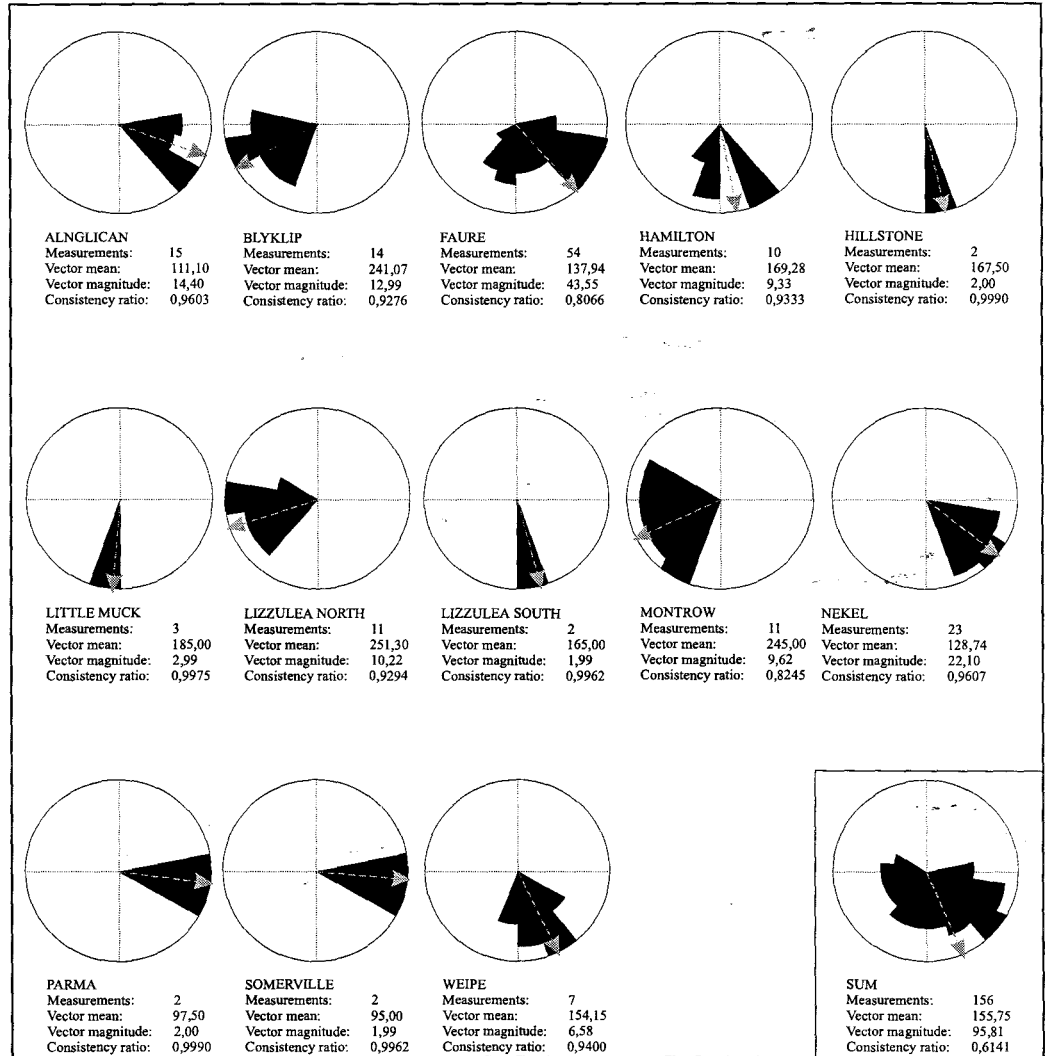 ALNGLICAN
Measurements: 15
Vector mean: 111,10
Vector magnitude: 14,40
Consistency ratio: 0,9603
BLYKLIP
Measurements: 14
Vector mean: 241,07
Vector magnitude: 12,99
Consistency ratio: 0,9276
FAURE
Measurements: 54
Vector mean: 137,94
Vector magnitude: 43,55
Consistency ratio: 0,8066
HAMILTON
Measurements: 10
Vector mean: 169,28
Vector magnitude: 9,33
Consistency ratio: 0,9333
HILLSTONE
Measurements: 2
Vector mean: 167,50
Vector magnitude: 2,00
Consistency ratio: 0,9990
LITTLE MUCK
Measurements: 3
Vector mean: 185,00
Vector magnitude: 2,99
Consistency ratio: 0,9975
LIZZULEA NORTH
Measurements: 11
Vector mean: 251,30
Vector magnitude: 10,22
Consistency ratio: 0,9294
LIZZULEA SOUTH
Measurements: 2
Vector mean: 165,00
Vector magnitude: 1,99
Consistency ratio: 0,9962
MONTROW
Measurements: 11
Vector mean: 245,00
Vector magnitude: 9,62
Consistency ratio: 0,8245
NEKEL
Measurements: 23
Vector mean: 128,74
Vector magnitude: 22,10
Consistency ratio: 0,9607
PARMA
Measurements: 2
Vector mean: 97,50
Vector magnitude: 2,00
Consistency ratio: 0,9990
SOMERVILLE
Measurements: 2
Vector mean: 95,00
Vector magnitude: 1,99
Consistency ratio: 0,9962
WEIPE
Measurements: 7
Vector mean: 154,15
Vector magnitude: 6,58
Consistency ratio: 0,9400
SUM
Measurements: 156
Vector mean: 155,75
Vector magnitude: 95,81
Consistency ratio: 0,6141